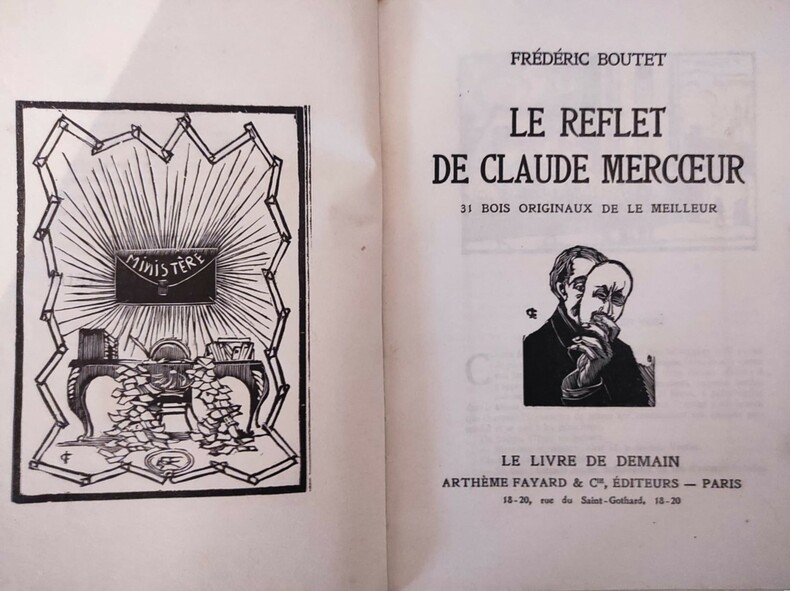 MINISTÈRE
FRÉDÉRIC BOUTET
LE REFLET
DE CLAUDE MERCŒUR
31 BOIS ORIGINAUX DE LE MEILLEUR
LE LIVRE DE DEMAIN
ARTHÈME FAYARD & Cie, ÉDITEURS — PARIS
18-20, rue du Saint-Gothard, 18-20